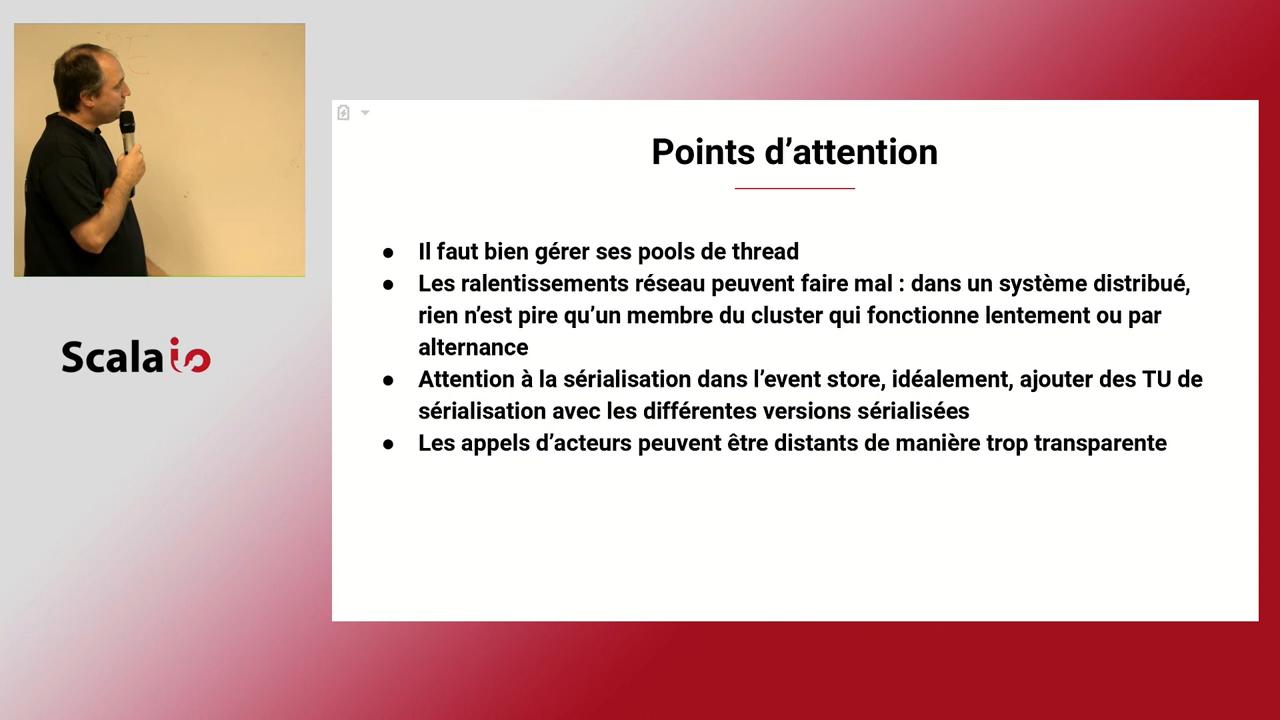 Points d’attention
● Il faut bien gérer ses pools de thread
● Les ralentissements réseau peuvent faire mal : dans un système distribué,
rien n’est pire qu’un membre du cluster qui fonctionne lentement ou par
alternance
● Attention à la sérialisation dans l’event store, idéalement, ajouter des TU de
sérialisation avec les différentes versions sérialisées
● Les appels d’acteurs peuvent être distants de manière trop transparente
Scala io